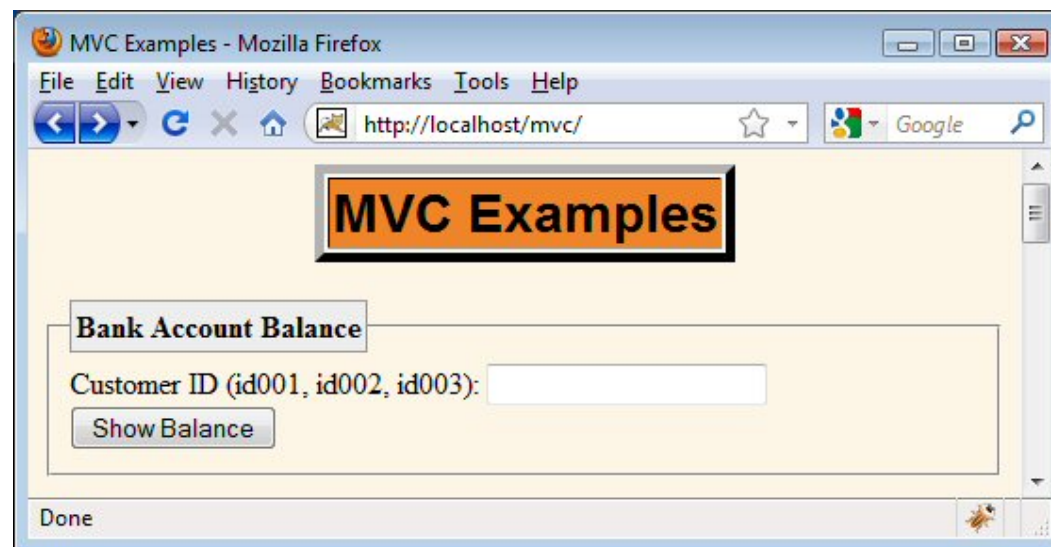 MVC Examples - Mozilla Firefox
File Edit View History Bookmarks Tools Help
http://localhost/mvc/ Google
MVC Examples
Bank Account Balance
Customer ID (id001, id002, id003):
Show Balance
Done